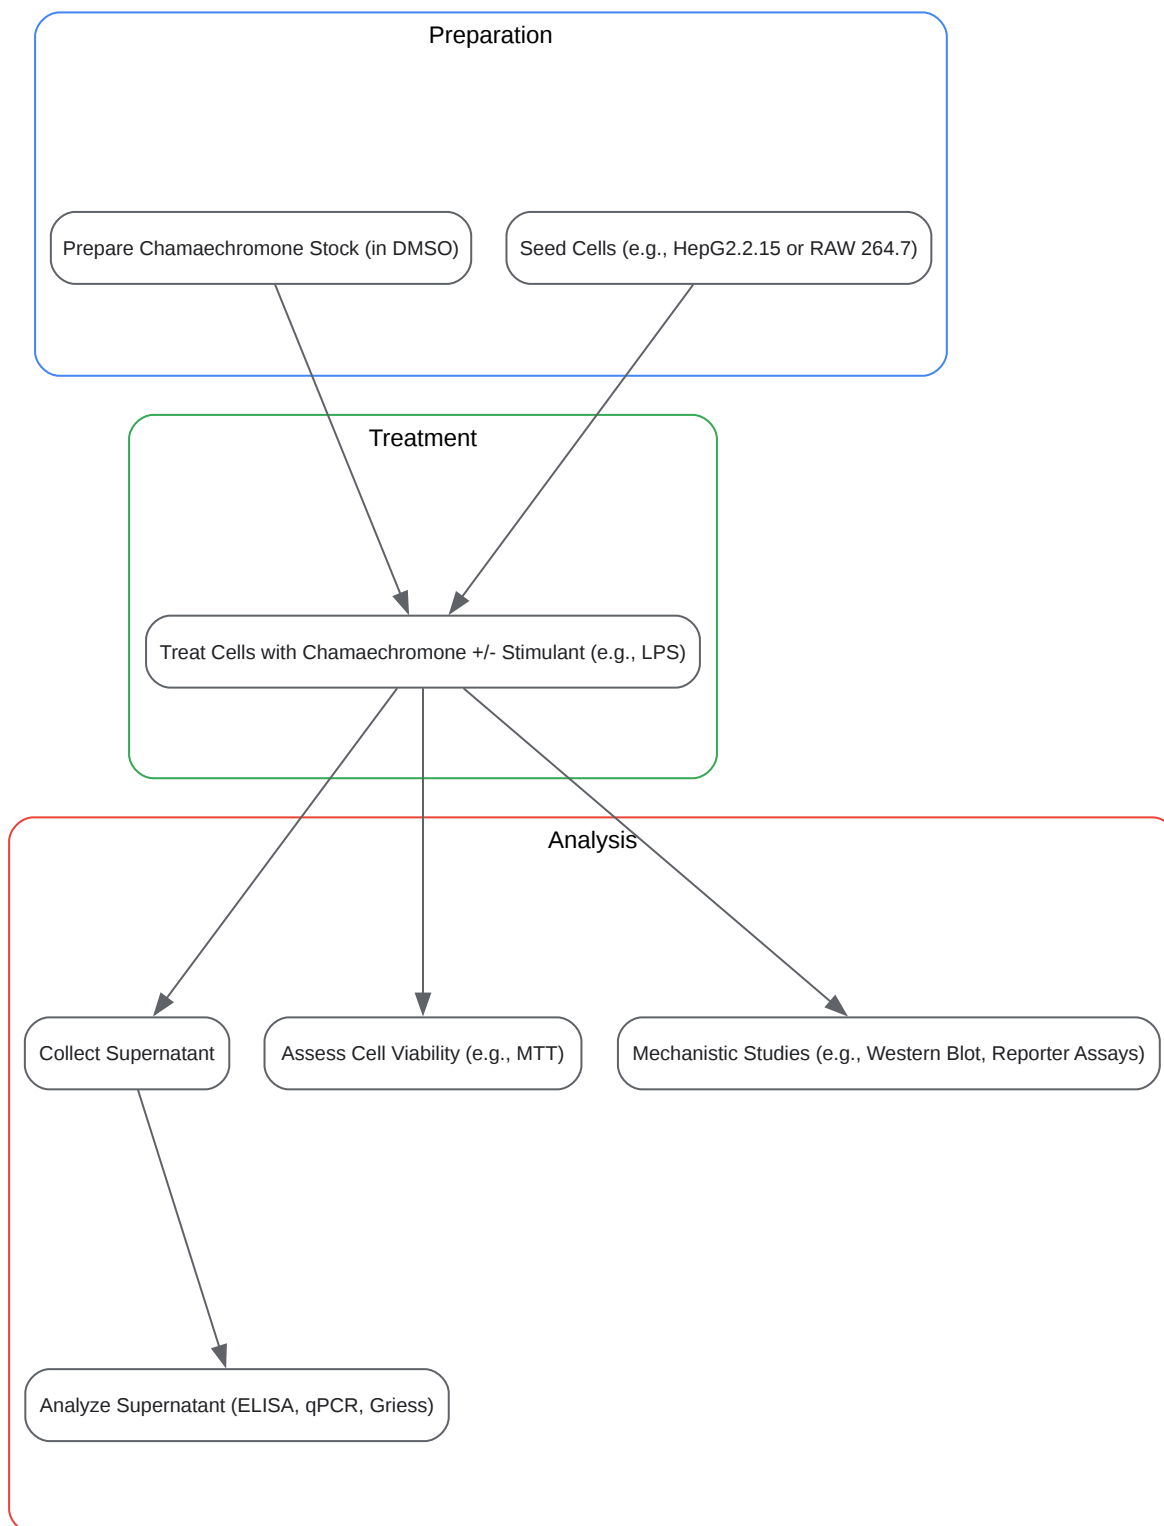 Preparation
Prepare Chamaechromone Stock (in DMSO)
Seed Cells (e.g., HepG2.2.15 or RAW 264.7)
Treatment
Treat Cells with Chamaechromone +/- Stimulant (e.g., LPS)
Analysis
Collect Supernatant
Assess Cell Viability (e.g., MTT)
Mechanistic Studies (e.g., Western Blot, Reporter Assays)
Analyze Supernatant (ELISA, qPCR, Griess)